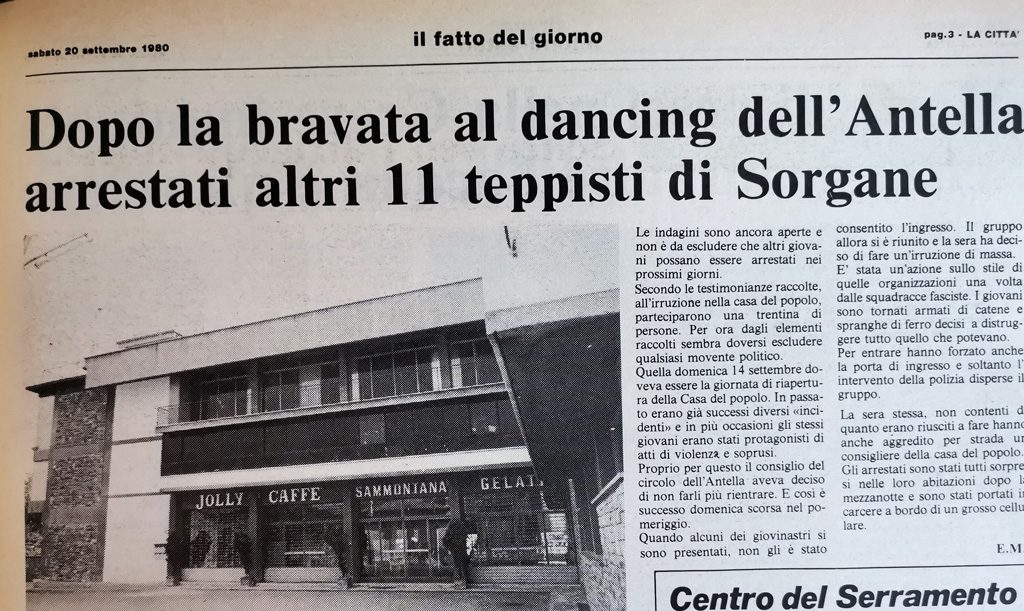 sabato 20 settembre 1980
il fatto del giorno
pag.3 - LA CITTA'
Dopo la bravata al dancing dell'Antella
arrestati altri 11 teppisti di Sorgane
JOLLY CAFFE SAMMONTANA GELAT
Le indagini sono ancora aperte e
non è da escludere che altri giova-
ni possano essere arrestati nei
prossimi giorni.
Secondo le testimonianze raccolte,
all'irruzione nella casa del popolo,
parteciparono una trentina di
persone. Per ora dagli elementi
raccolti sembra doversi escludere
qualsiasi movente politico.
Quella domenica 14 settembre do-
veva essere la giornata di riapertu-
ra della Casa del popolo. In passa-
to erano già successi diversi «inci-
denti» e in più occasioni gli stessi
giovani erano stati protagonisti di
atti di violenza e soprusi.
Proprio per questo il consiglio del
circolo dell'Antella aveva deciso
di non farli più rientrare. E così è
successo domenica scorsa nel po-
meriggio.
Quando alcuni dei giovinastri si
sono presentati, non gli è stato
consentito l'ingresso. Il gruppo
allora si è riunito e la sera ha deci-
so di fare un'irruzione di massa.
E' stata un'azione sullo stile di
quelle organizzazioni una volta
dalle squadracce fasciste. I giovani
sono tornati armati di catene e
spranghe di ferro decisi a distrug-
gere tutto quello che potevano.
Per entrare hanno forzato anche
la porta di ingresso e soltanto l'
intervento della polizia disperse il
gruppo.
La sera stessa, non contenti di
quanto erano riusciti a fare hanno
anche aggredito per strada un
consigliere della casa del popolo.
Gli arrestati sono stati tutti sorpre-
si nelle loro abitazioni dopo la
mezzanotte e sono stati portati in
carcere a bordo di un grosso cellu-
lare.
E.M.
Centro del Serramento